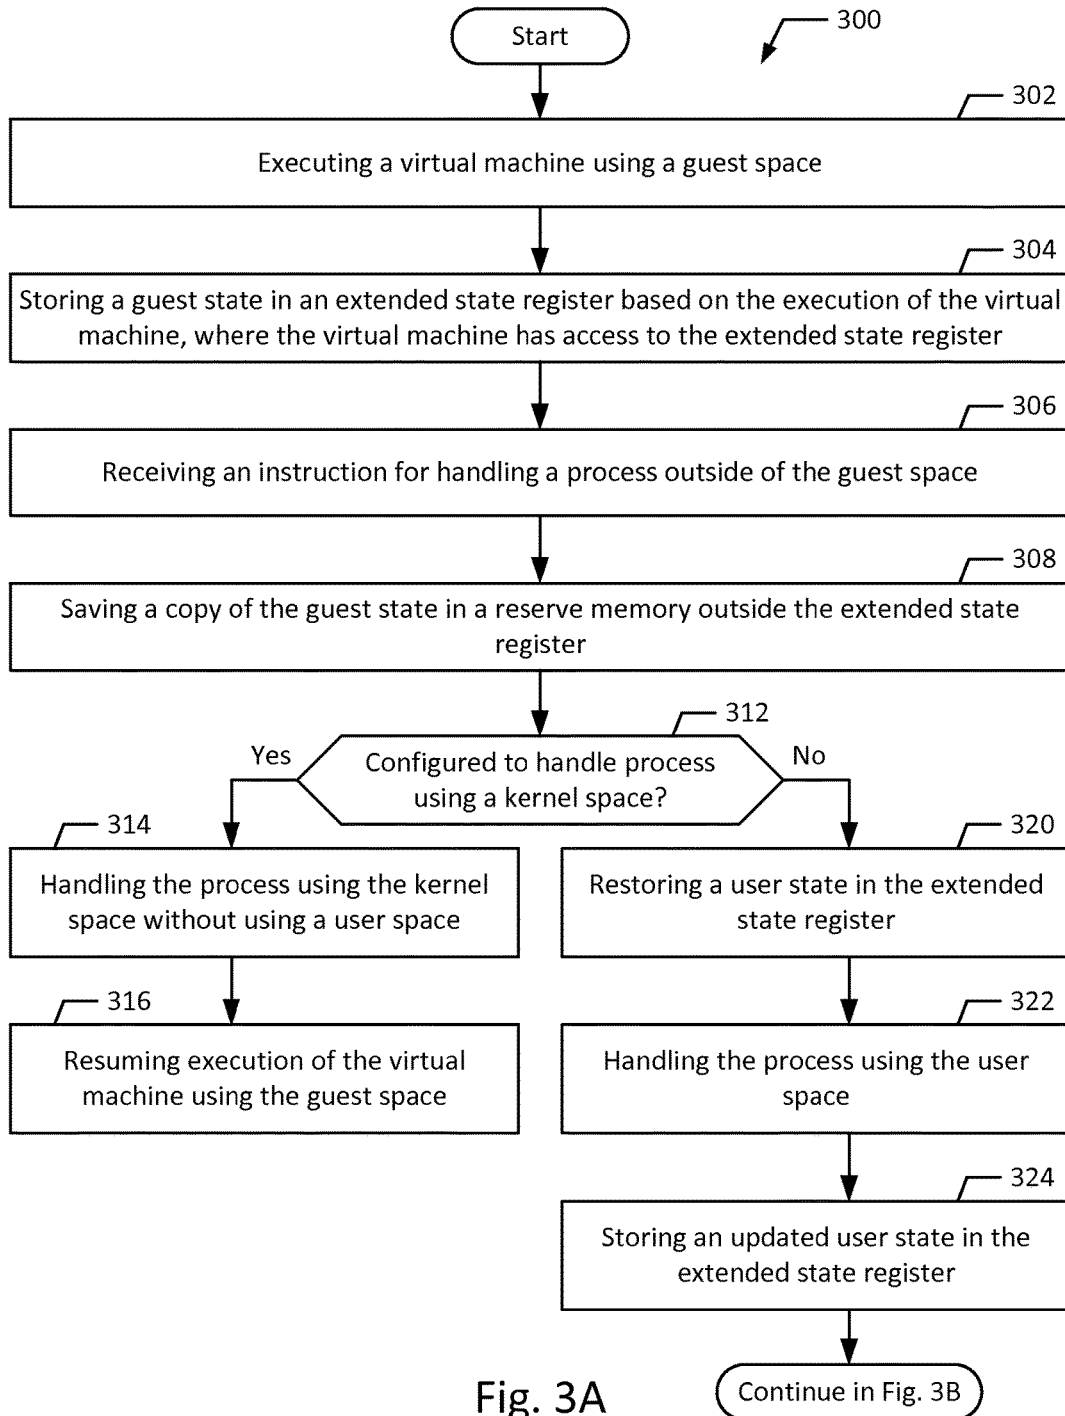 Start
300
302
Executing a virtual machine using a guest space
304
Storing a guest state in an extended state register based on the execution of the virtual
machine, where the virtual machine has access to the extended state register
306
Receiving an instruction for handling a process outside of the guest space
308
Saving a copy of the guest state in a reserve memory outside the extended state
register
312
Yes
Configured to handle process
using a kernel space?
No
314
Handling the process using the kernel
space without using a user space
316
Resuming execution of the virtual
machine using the guest space
320
Restoring a user state in the extended
state register
322
Handling the process using the user
space
324
Storing an updated user state in the
extended state register
Continue in Fig. 3B
Fig. 3A